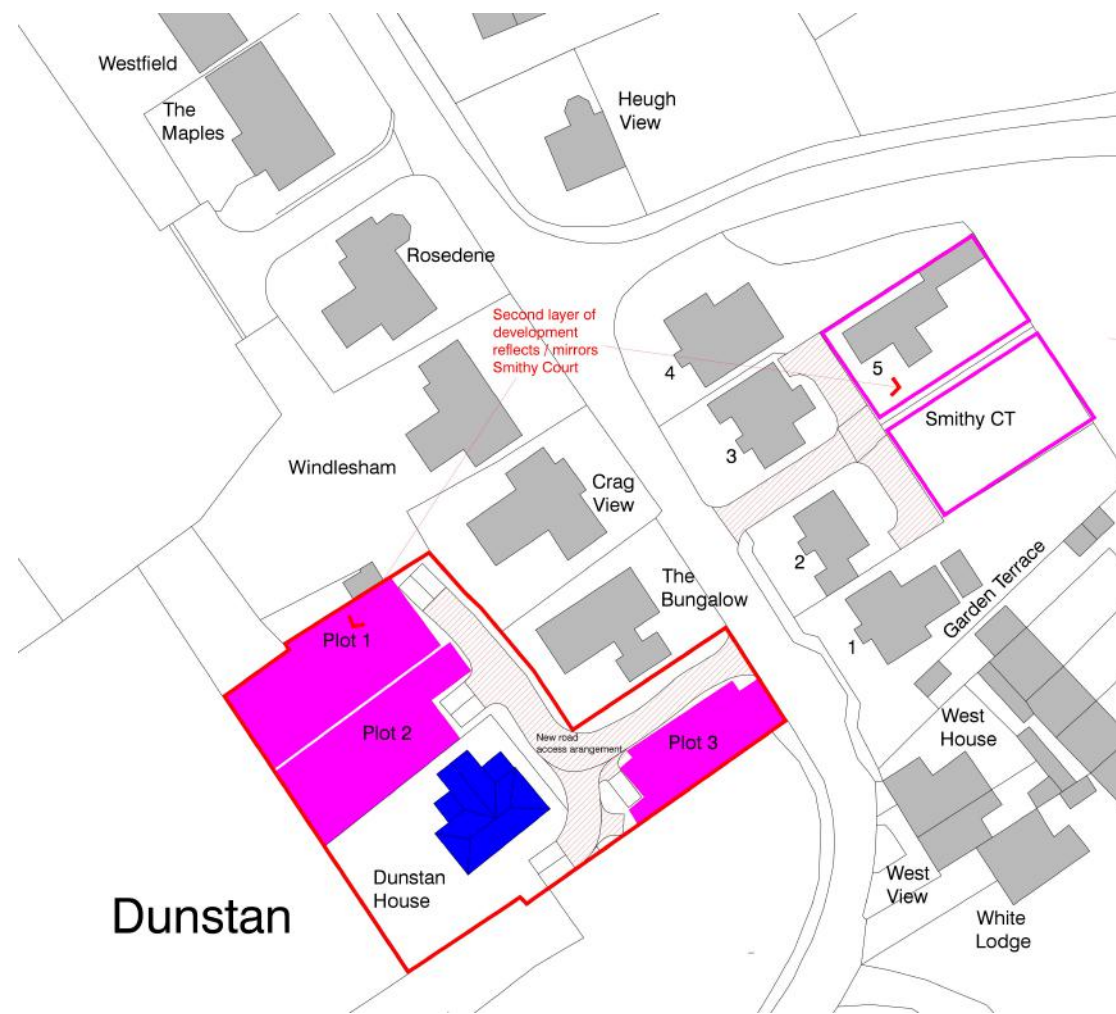 Westfield
The
Maples
Heugh
View
Rosedene
Second layer of
development
reflects / mirrors
Smithy Court
4
5
3
Smithy CT
Windlesham
Crag
View
2
The
Bungalow
Garden Terrace
1
Plot 1
Plot 2
New road
access arangement
Plot 3
West
House
Dunstan
House
West
View
Dunstan
White
Lodge